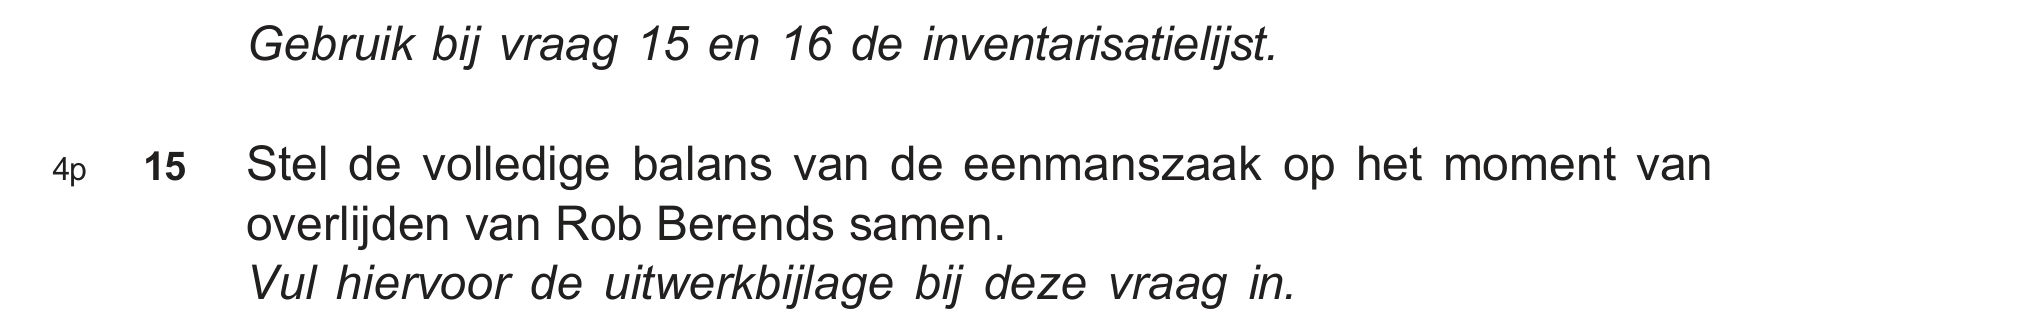 Gebruik bij vraag 15 en 16 de inventarisatielijst.
4p 15 Stel de volledige balans van de eenmanszaak op het moment van
overlijden van Rob Berends samen.
Vul hiervoor de uitwerkbijlage bij deze vraag in.